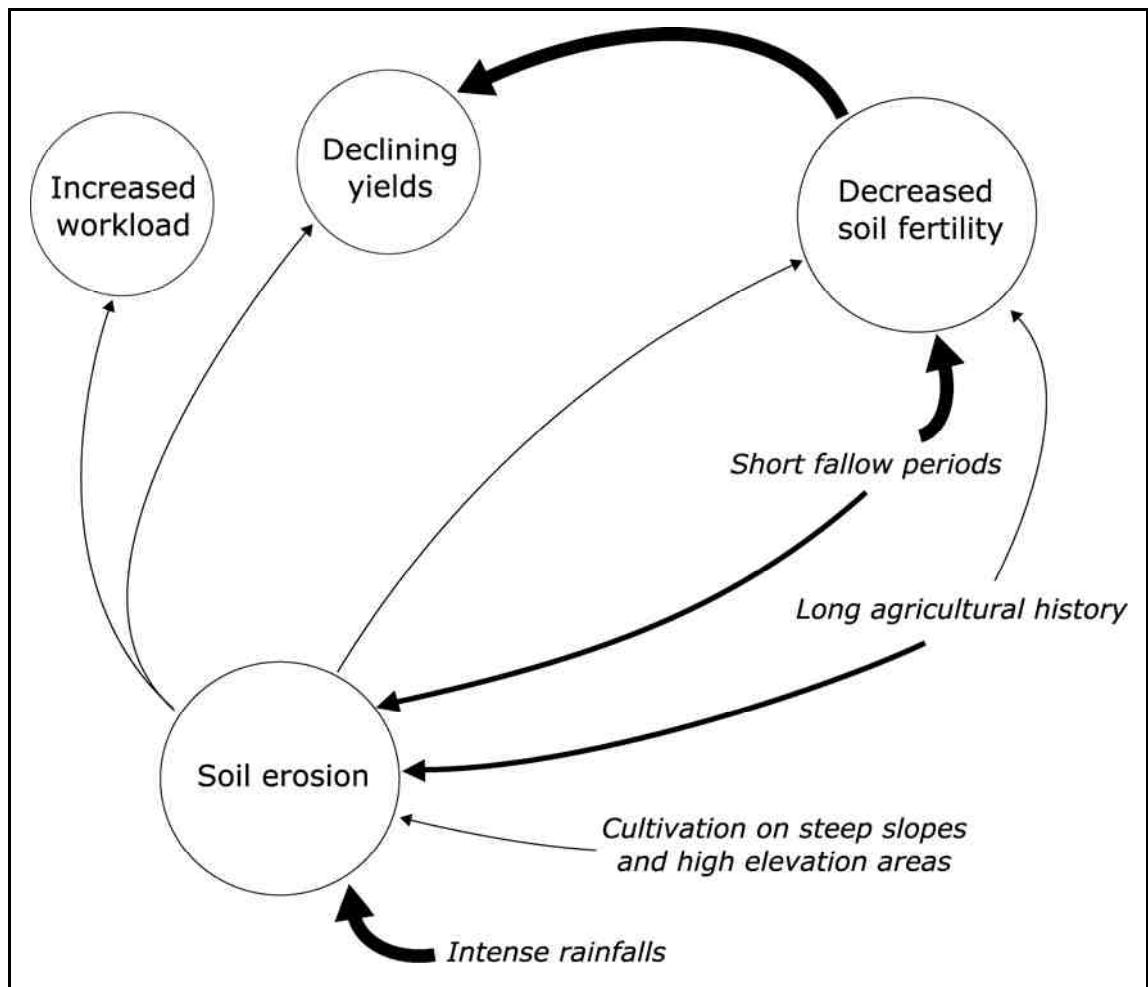 Increased
workload
Declining
yields
Decreased
soil fertility
Short fallow periods
Long agricultural history
Soil erosion
Cultivation on steep slopes
and high elevation areas
Intense rainfalls